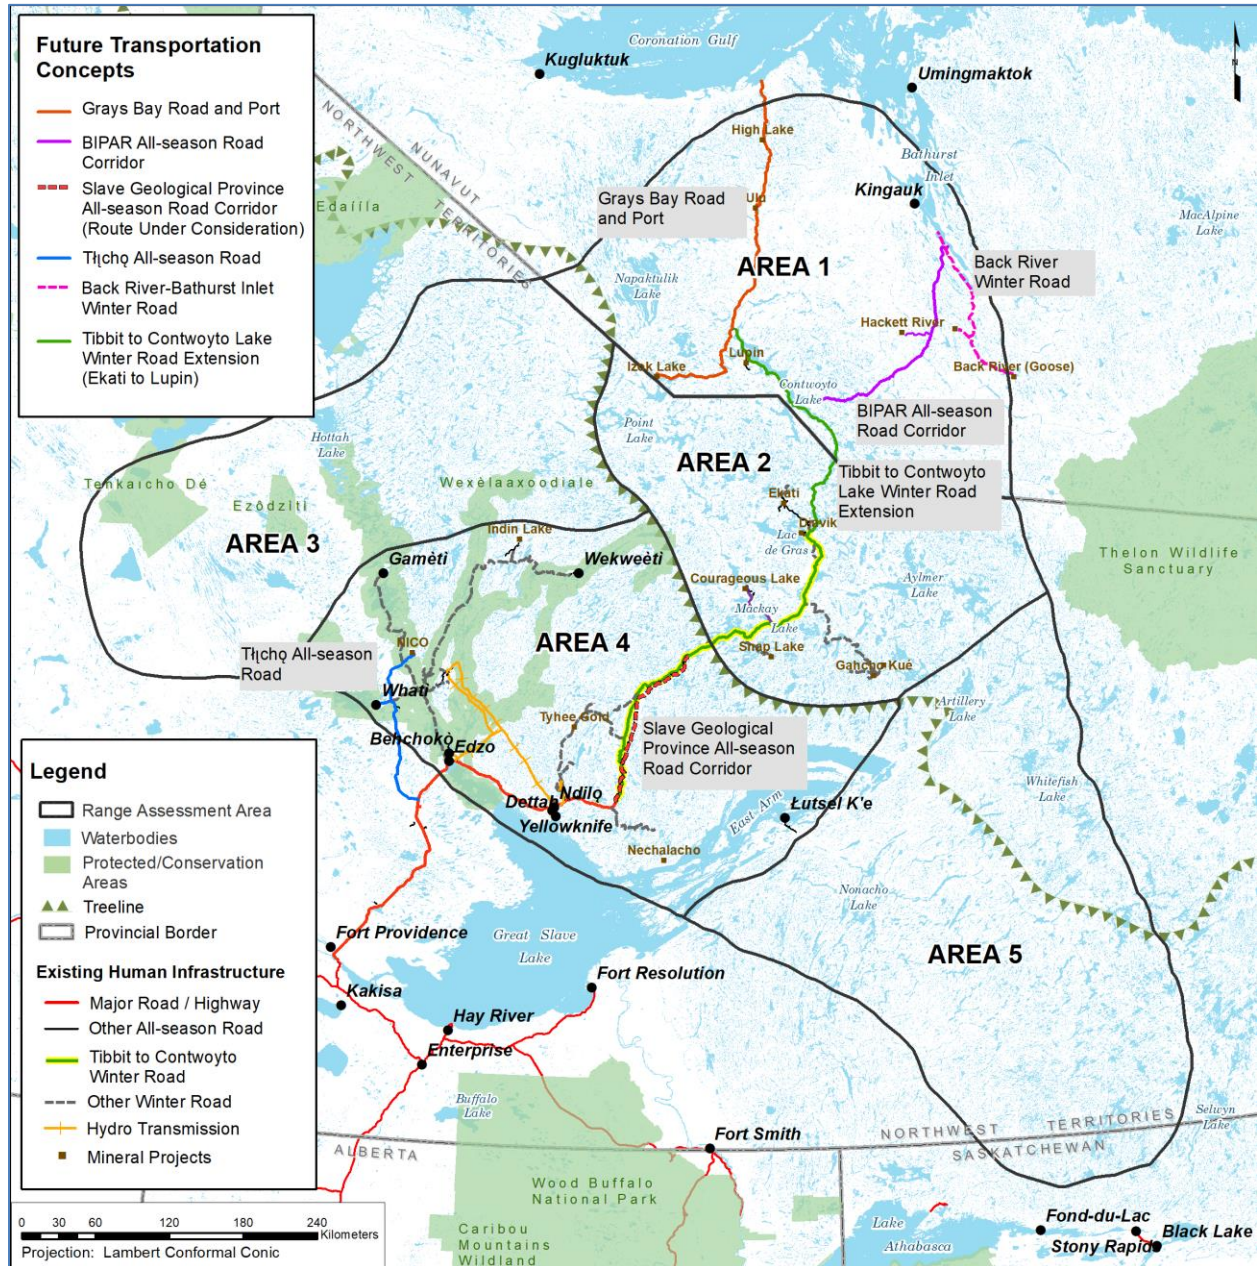 Future Transportation
Concepts
Grays Bay Road and Port
BIPAR All-season Road
Corridor
Slave Geological Province
All-season Road Corridor
(Route Under Consideration)
Tłı̨chǫ All-season Road
Back River-Bathurst Inlet
Winter Road
Tibbit to Contwoyto Lake
Winter Road Extension
(Ekati to Lupin)
Coronation Gulf
Kugluktuk
Umingmaktok
N
NORTHWEST TERRITORIES
NUNAVUT
High Lake
Bathurst
Inlet
Kingauk
Edaı́ı́la
Grays Bay Road
and Port
Ulu
MacAlpine
Lake
AREA 1
Back River
Winter Road
Napaktulik
Lake
Hackett River
Lupin
Izok Lake
Back River (Goose)
Contwoyto
Lake
BIPAR All-season
Road Corridor
Point
Lake
Hottah
Lake
AREA 2
Tibbit to Contwoyto
Lake Winter Road
Extension
Wexèlaaxoodiale
Tenkaıcho Dé
Ezǫ̀dzı̀tı̀
Ekati
Diavik
Lac
de Gras
AREA 3
Indin Lake
Gamètì
Wekweètì
Thelon Wildlife
Sanctuary
Courageous Lake
Aylmer
Lake
Mackay
Lake
AREA 4
Snap Lake
Gahcho Kué
NICO
Tłı̨chǫ All-season
Road
Whatì
Artillery
Lake
Tyhee Gold
Slave Geological
Province All-season
Road Corridor
Behchokǫ̀
Edzo
Whitefish
Lake
Ndilǫ
Dettah
Yellowknife
East Arm
Łutsel K'e
Nechalacho
Nonacho
Lake
Legend
Range Assessment Area
Waterbodies
Protected/Conservation
Areas
Treeline
Provincial Border
Existing Human Infrastructure
Major Road / Highway
Other All-season Road
Tibbit to Contwoyto
Winter Road
Other Winter Road
Hydro Transmission
Mineral Projects
Fort Providence
Great Slave
Lake
AREA 5
Kakisa
Fort Resolution
Hay River
Enterprise
Buffalo
Lake
Selwyn
Lake
Fort Smith
NORTHWEST TERRITORIES
SASKATCHEWAN
ALBERTA
Wood Buffalo
National Park
Caribou
Mountains
Wildland
Lake
Athabasca
Fond-du-Lac
Black Lake
Stony Rapids
0 30 60 120 180 240
Kilometers
Projection: Lambert Conformal Conic